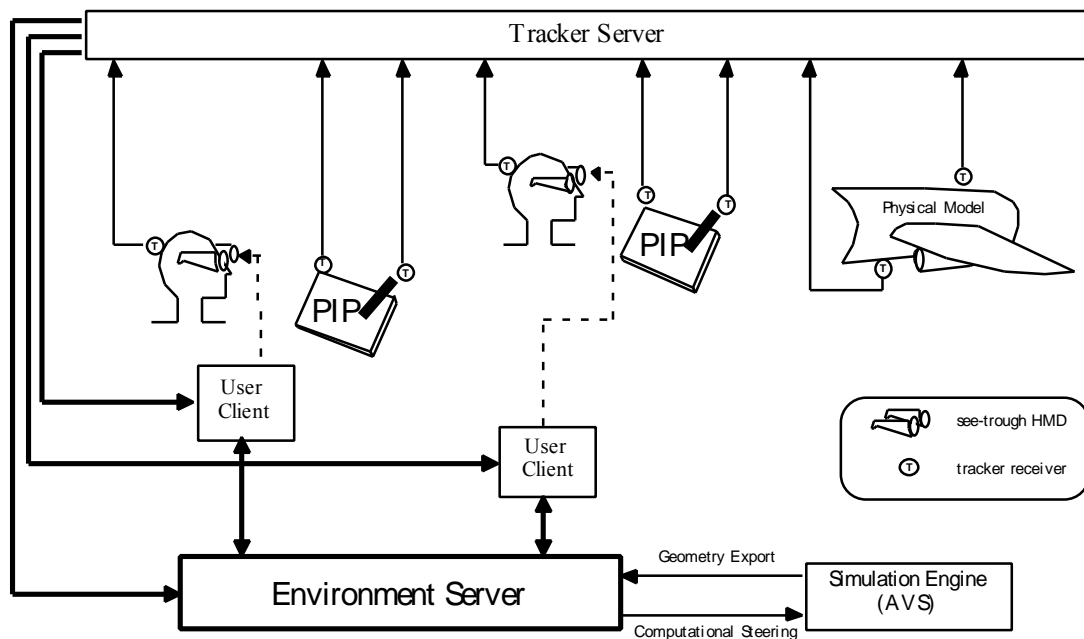 Tracker Server
T
T
T
T
T
T
T
T
Physical Model
PIP
PIP
User
Client
User
Client
see-trough HMD
T
tracker receiver
Environment Server
Geometry Export
Computational Steering
Simulation Engine
(AVS)